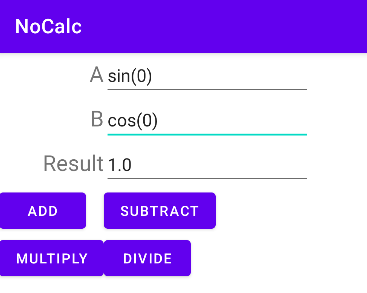 NoCalc
A sin(0)
B cos(0)
Result 1.0
ADD SUBTRACT
MULTIPLY DIVIDE